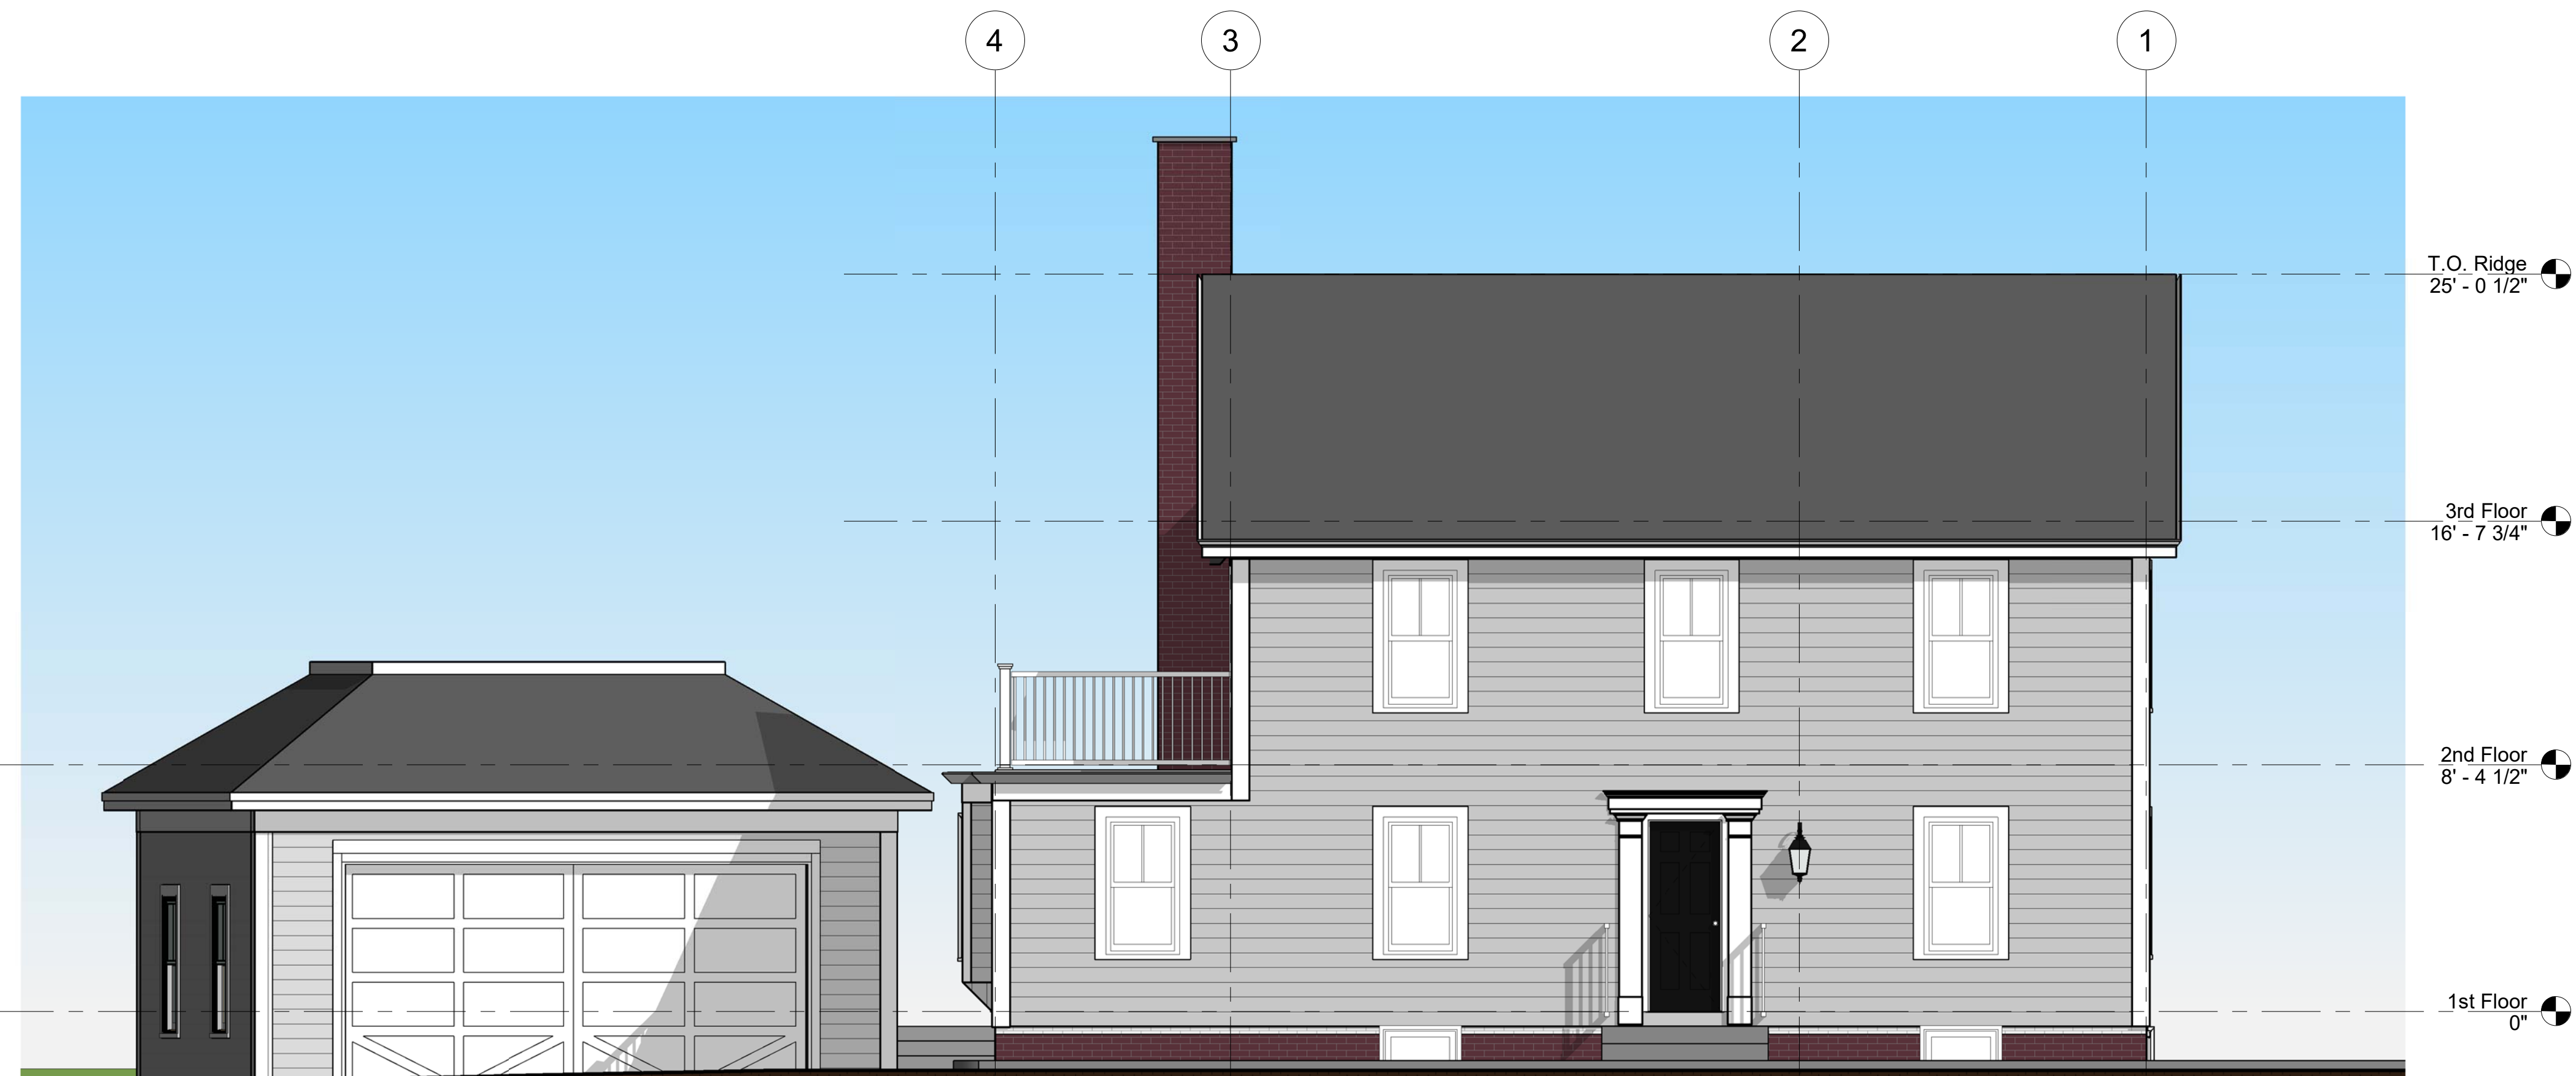 4
3
2
1
T.O. Ridge
25' - 0 1/2"
3rd Floor
16' - 7 3/4"
2nd Floor
8' - 4 1/2"
1st Floor
0"